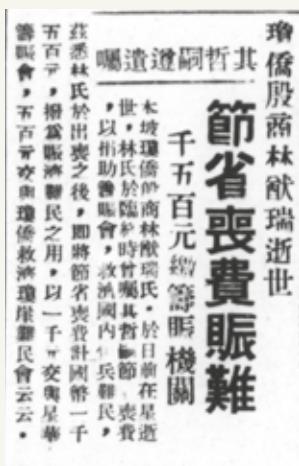 瓊僑殷商林猷瑞逝世
其哲嗣遵遺囑
節省喪費賑難
千五百元繳籌賑機關
本坡瓊僑殷商林猷瑞氏。於日前在星逝
世,林氏於臨終時曾囑其哲嗣節省喪費
,以捐助籌賑會,救濟國內傷兵難民,
茲悉林氏於出喪之後,即將節省喪費計國幣一千
五百元,撥爲賑濟難民之用,以一千元交與星華
籌賑會,五百元交與瓊僑救濟瓊崖難民會云云。